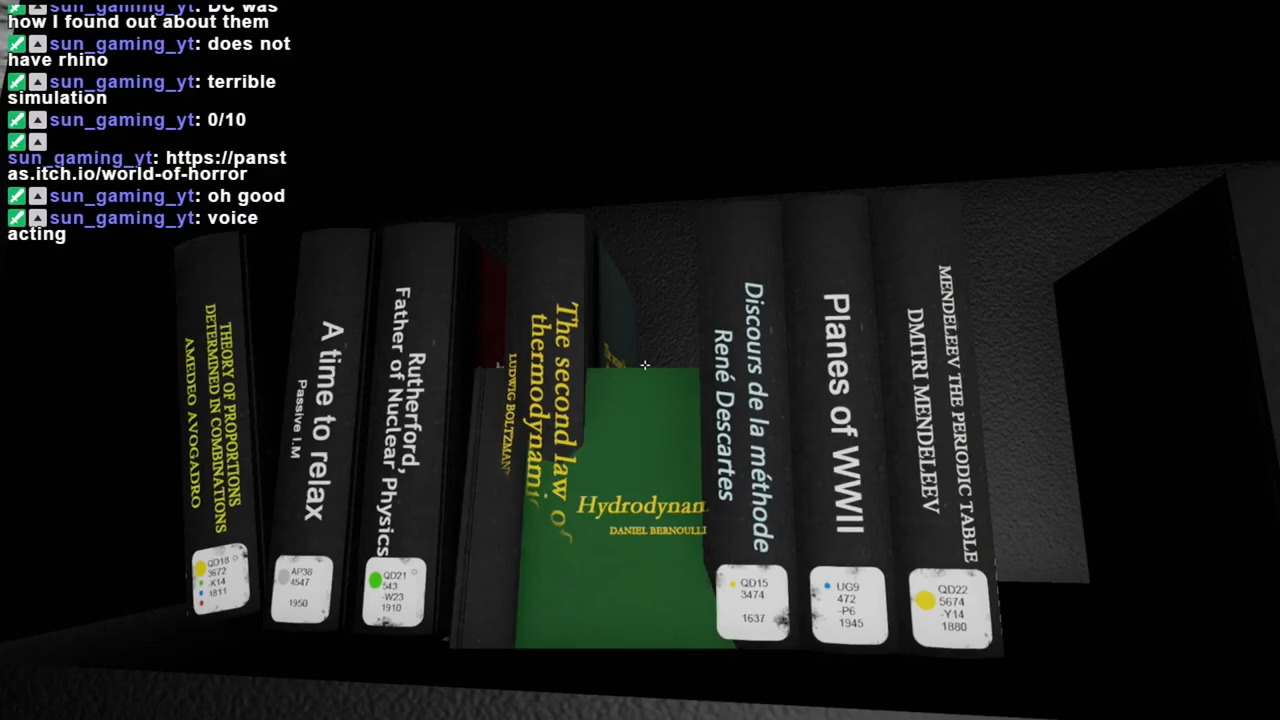 sun_gaming_yt: DC was
how I found out about them
sun_gaming_yt: does not
have rhino
sun_gaming_yt: terrible
simulation
sun_gaming_yt: 0/10
sun_gaming_yt: https://panst
as.itch.io/world-of-horror
sun_gaming_yt: oh good
sun_gaming_yt: voice
acting
THEORY OF PROPORTIONS
DETERMINED IN COMBINATIONS
AMEDEO AVOGADRO
QD18
3672
-K14
1811
A time to relax
Passive I.M
AP38
4547
1950
Rutherford,
Father of Nuclear Physics
QD21
543
-W23
1910
The second law of
thermodynamic
LUDWIG BOLTZMANN
Hydrodynam
DANIEL BERNOULLI
Discours de la méthode
René Descartes
QD15
3474
1637
Planes of WWII
UG9
472
-P6
1945
MENDELEEV THE PERIODIC TABLE
DMITRI MENDELEEV
QD22
5674
-Y14
1880